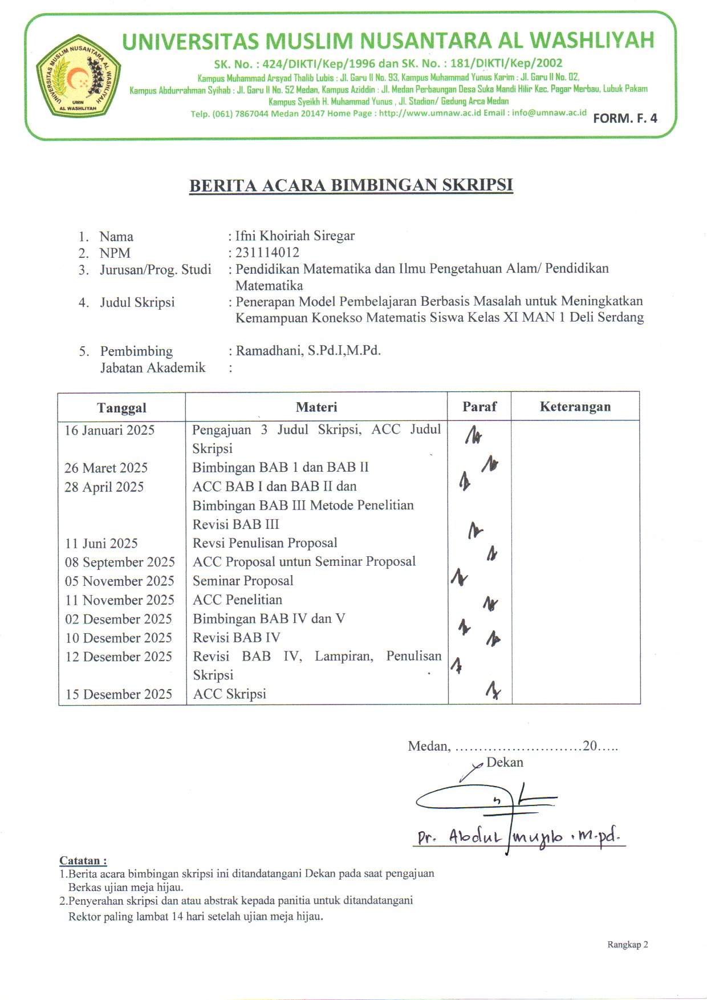 UNIVERSITAS MUSLIM NUSANTARA AL WASHLIYAH
UMN
AL WASHLIYAH
UNIVERSITAS MUSLIM NUSANTARA AL WASHLIYAH
SK. No. : 424/DIKTI/Kep/1996 dan SK. No. : 181/DIKTI/Kep/2002
Kampus Muhammad Arsyad Thalib Lubis : Jl. Garu II No. 93, Kampus Muhammad Yunus Karim : Jl. Garu II No. 02,
Kampus Abdurrahman Syihab : Jl. Garu II No. 52 Medan, Kampus Aziddin : Jl. Medan Perbaungan Desa Suka Mandi Hilir Kec. Pagar Merbau, Lubuk Pakam
Kampus Syeikh H. Muhammad Yunus , Jl. Stadion/ Gedung Arca Medan
Telp. (061) 7867044 Medan 20147 Home Page : http://www.umnaw.ac.id Email : info@umnaw.ac.id
FORM. F. 4
BERITA ACARA BIMBINGAN SKRIPSI
1. Nama : Ifni Khoiriah Siregar
2. NPM : 231114012
3. Jurusan/Prog. Studi : Pendidikan Matematika dan Ilmu Pengetahuan Alam/ Pendidikan
Matematika
4. Judul Skripsi : Penerapan Model Pembelajaran Berbasis Masalah untuk Meningkatkan
Kemampuan Konekso Matematis Siswa Kelas XI MAN 1 Deli Serdang
5. Pembimbing : Ramadhani, S.Pd.I,M.Pd.
Jabatan Akademik :
Tanggal Materi Paraf Keterangan
16 Januari 2025 Pengajuan 3 Judul Skripsi, ACC Judul
Skripsi
26 Maret 2025 Bimbingan BAB 1 dan BAB II
28 April 2025 ACC BAB I dan BAB II dan
Bimbingan BAB III Metode Penelitian
Revisi BAB III
11 Juni 2025 Revsi Penulisan Proposal
08 September 2025 ACC Proposal untun Seminar Proposal
05 November 2025 Seminar Proposal
11 November 2025 ACC Penelitian
02 Desember 2025 Bimbingan BAB IV dan V
10 Desember 2025 Revisi BAB IV
12 Desember 2025 Revisi BAB IV, Lampiran, Penulisan
Skripsi
15 Desember 2025 ACC Skripsi
Medan, ………………………20…..
Dekan
Dr. Abdul Mujib, M.Pd.
Catatan :
1.Berita acara bimbingan skripsi ini ditandatangani Dekan pada saat pengajuan
Berkas ujian meja hijau.
2.Penyerahan skripsi dan atau abstrak kepada panitia untuk ditandatangani
Rektor paling lambat 14 hari setelah ujian meja hijau.
Rangkap 2